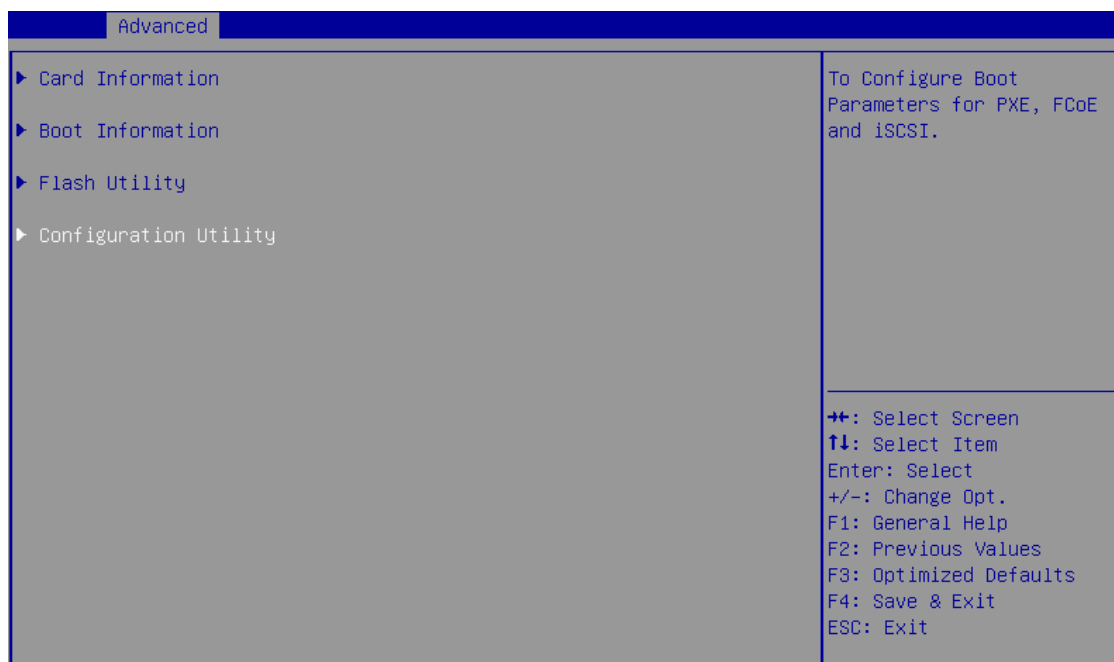 Advanced
Card Information
Boot Information
Flash Utility
Configuration Utility
To Configure Boot
Parameters for PXE, FCoE
and iSCSI.
→←: Select Screen
↑↓: Select Item
Enter: Select
+/-: Change Opt.
F1: General Help
F2: Previous Values
F3: Optimized Defaults
F4: Save & Exit
ESC: Exit